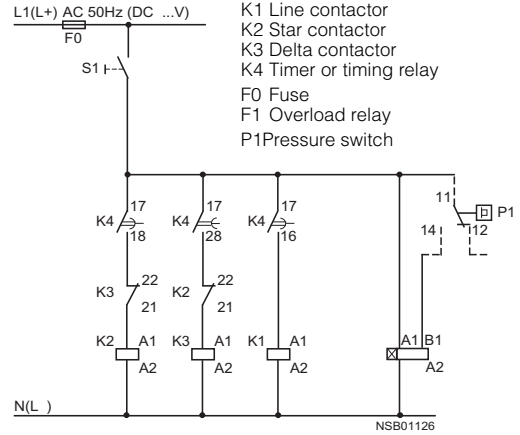 L1(L+) AC 50Hz (DC ...V)
F0
S1
K1 Line contactor
K2 Star contactor
K3 Delta contactor
K4 Timer or timing relay
F0 Fuse
F1 Overload relay
P1Pressure switch
K4 17 18
K4 17 28
K4 17 16
11 P1
14 12
K3 22 21
K2 22 21
K2 A1 A2
K3 A1 A2
K1 A1 A2
A1 B1 A2
N(L )
NSB01126